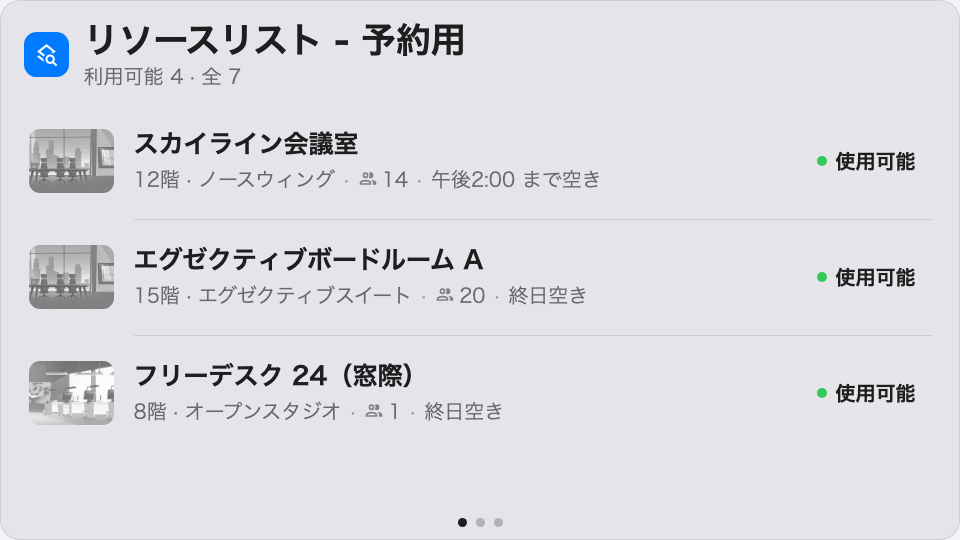 リソースリスト - 予約用
利用可能 4 · 全 7
スカイライン会議室
12階 · ノースウィング · 14 · 午後2:00 まで空き
使用可能
エグゼクティブボードルーム A
15階 · エグゼクティブスイート · 20 · 終日空き
使用可能
フリーデスク 24（窓際）
8階 · オープンスタジオ · 1 · 終日空き
使用可能